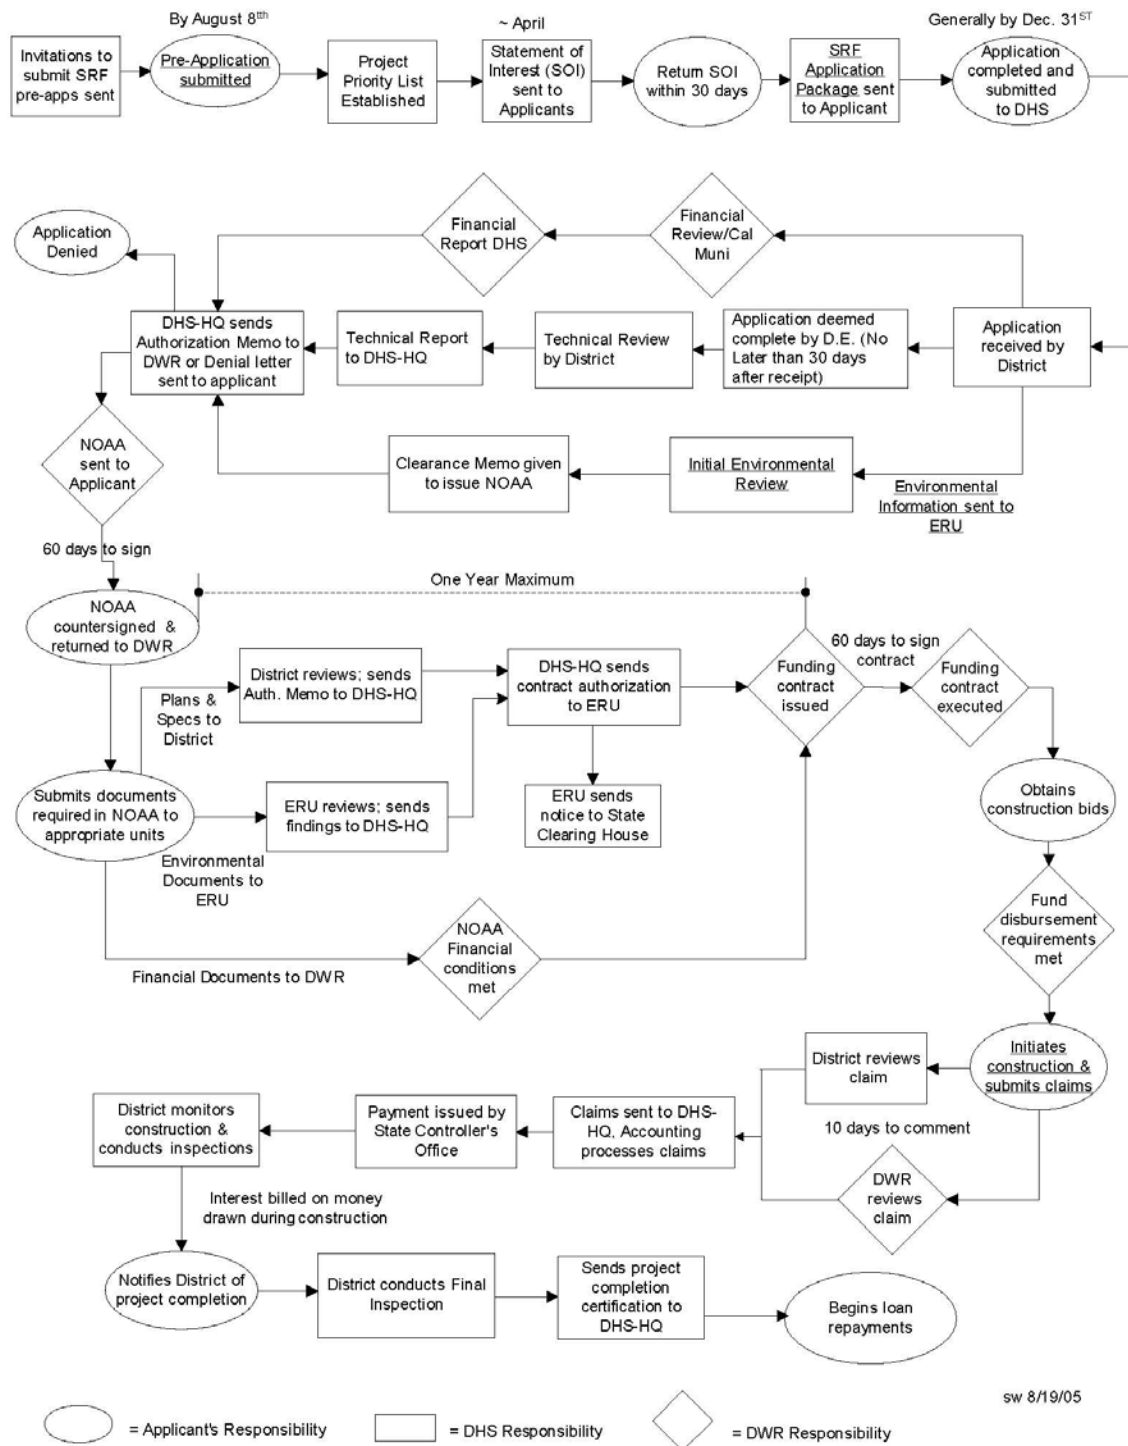 By August 8tth
~ April
Generally by Dec. 31ST
Invitations to
submit SRF
pre-apps sent
Pre-Application
submitted
Project
Priority List
Established
Statement of
Interest (SOI)
sent to
Applicants
Return SOI
within 30 days
SRF
Application
Package sent
to Applicant
Application
completed and
submitted
to DHS
Application
Denied
Financial
Report DHS
Financial
Review/Cal
Muni
DHS-HQ sends
Authorization Memo to
DWR or Denial letter
sent to applicant
Technical Report
to DHS-HQ
Technical Review
by District
Application deemed
complete by D.E. (No
Later than 30 days
after receipt)
Application
received by
District
NOAA
sent to
Applicant
Clearance Memo given
to issue NOAA
Initial Environmental
Review
Environmental
Information sent to
ERU
60 days to sign
One Year Maximum
NOAA
countersigned &
returned to DWR
District reviews; sends
Auth. Memo to DHS-HQ
Plans &
Specs to
District
DHS-HQ sends
contract authorization
to ERU
Funding
contract
issued
60 days to sign
contract
Funding
contract
executed
Submits documents
required in NOAA to
appropriate units
ERU reviews; sends
findings to DHS-HQ
Environmental
Documents to
ERU
ERU sends
notice to State
Clearing House
Obtains
construction bids
NOAA
Financial
conditions
met
Financial Documents to DWR
Fund
disbursement
requirements
met
Initiates
construction &
submits claims
District reviews
claim
10 days to comment
DWR
reviews
claim
Claims sent to DHS-
HQ, Accounting
processes claims
Payment issued by
State Controller's
Office
District monitors
construction &
conducts inspections
Interest billed on money
drawn during construction
Notifies District of
project completion
District conducts Final
Inspection
Sends project
completion
certification to
DHS-HQ
Begins loan
repayments
sw 8/19/05
= Applicant's Responsibility
= DHS Responsibility
= DWR Responsibility